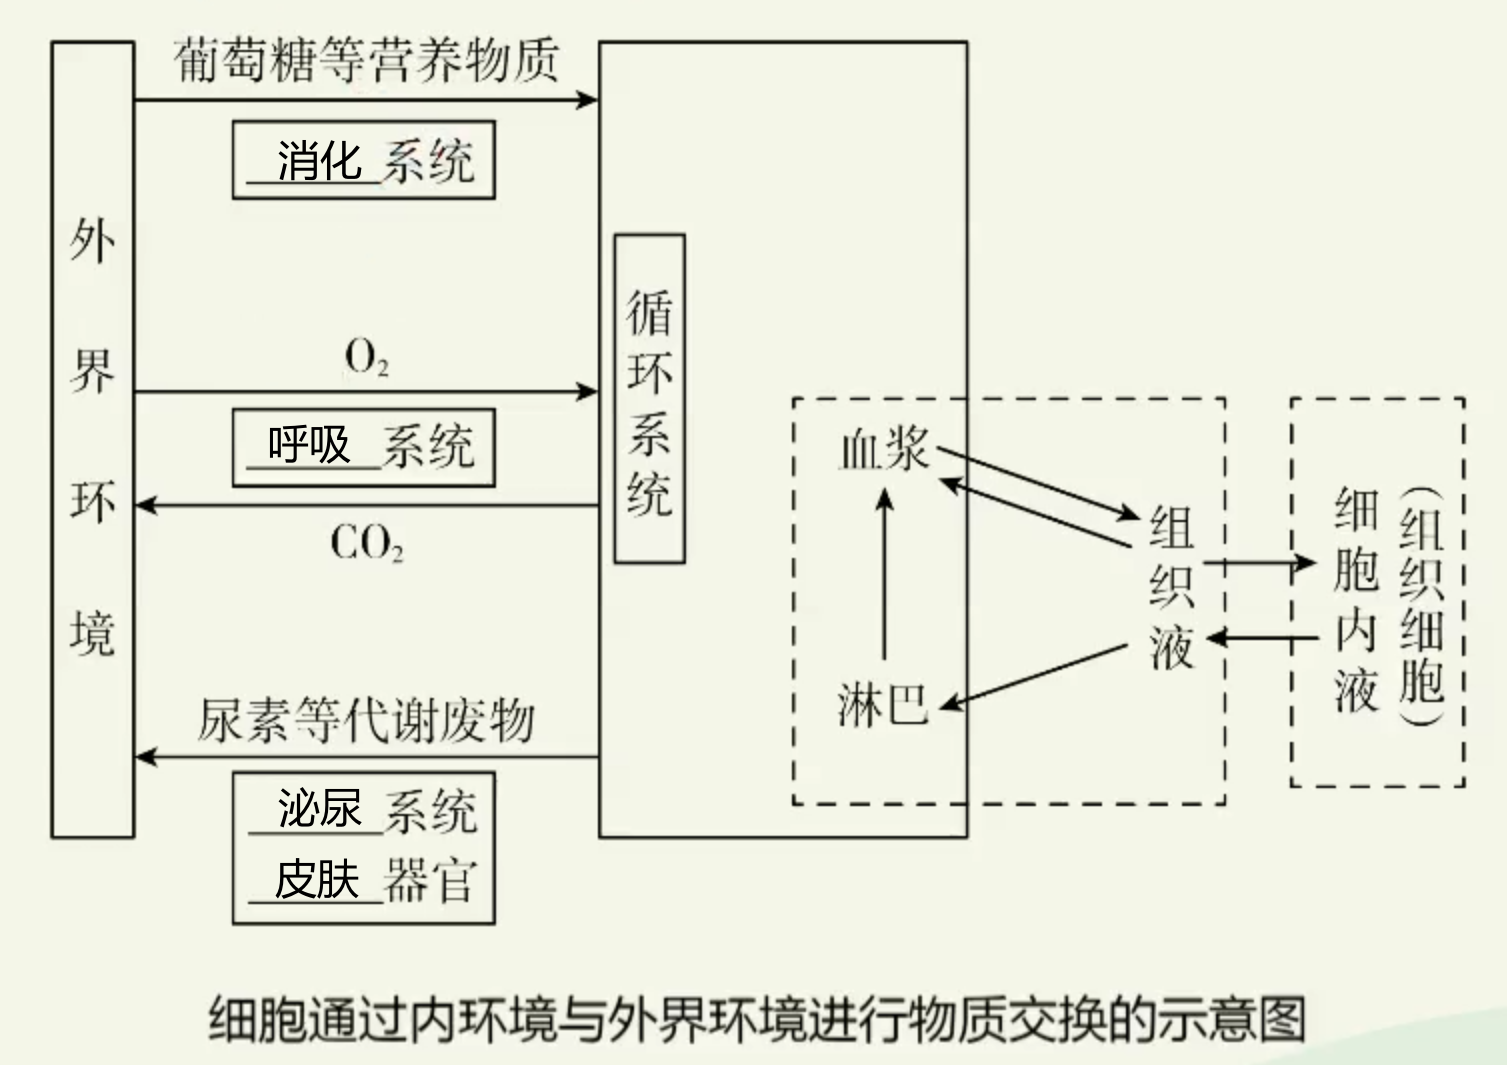 葡萄糖等营养物质
消化系统
外界环境
O₂
呼吸系统
CO₂
循环系统
血浆
组织液
淋巴
细胞内液
(组织细胞)
尿素等代谢废物
泌尿系统
皮肤器官
细胞通过内环境与外界环境进行物质交换的示意图